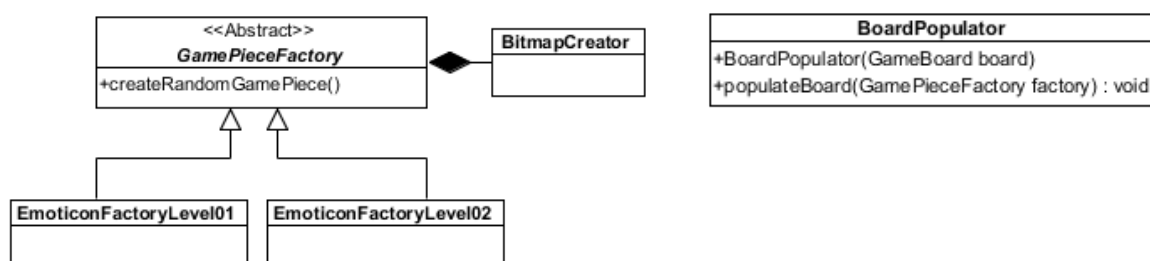 <<Abstract>>
GamePieceFactory
+createRandomGamePiece()
BitmapCreator
BoardPopulator
+BoardPopulator(GameBoard board)
+populateBoard(GamePieceFactory factory) : void
EmoticonFactoryLevel01
EmoticonFactoryLevel02